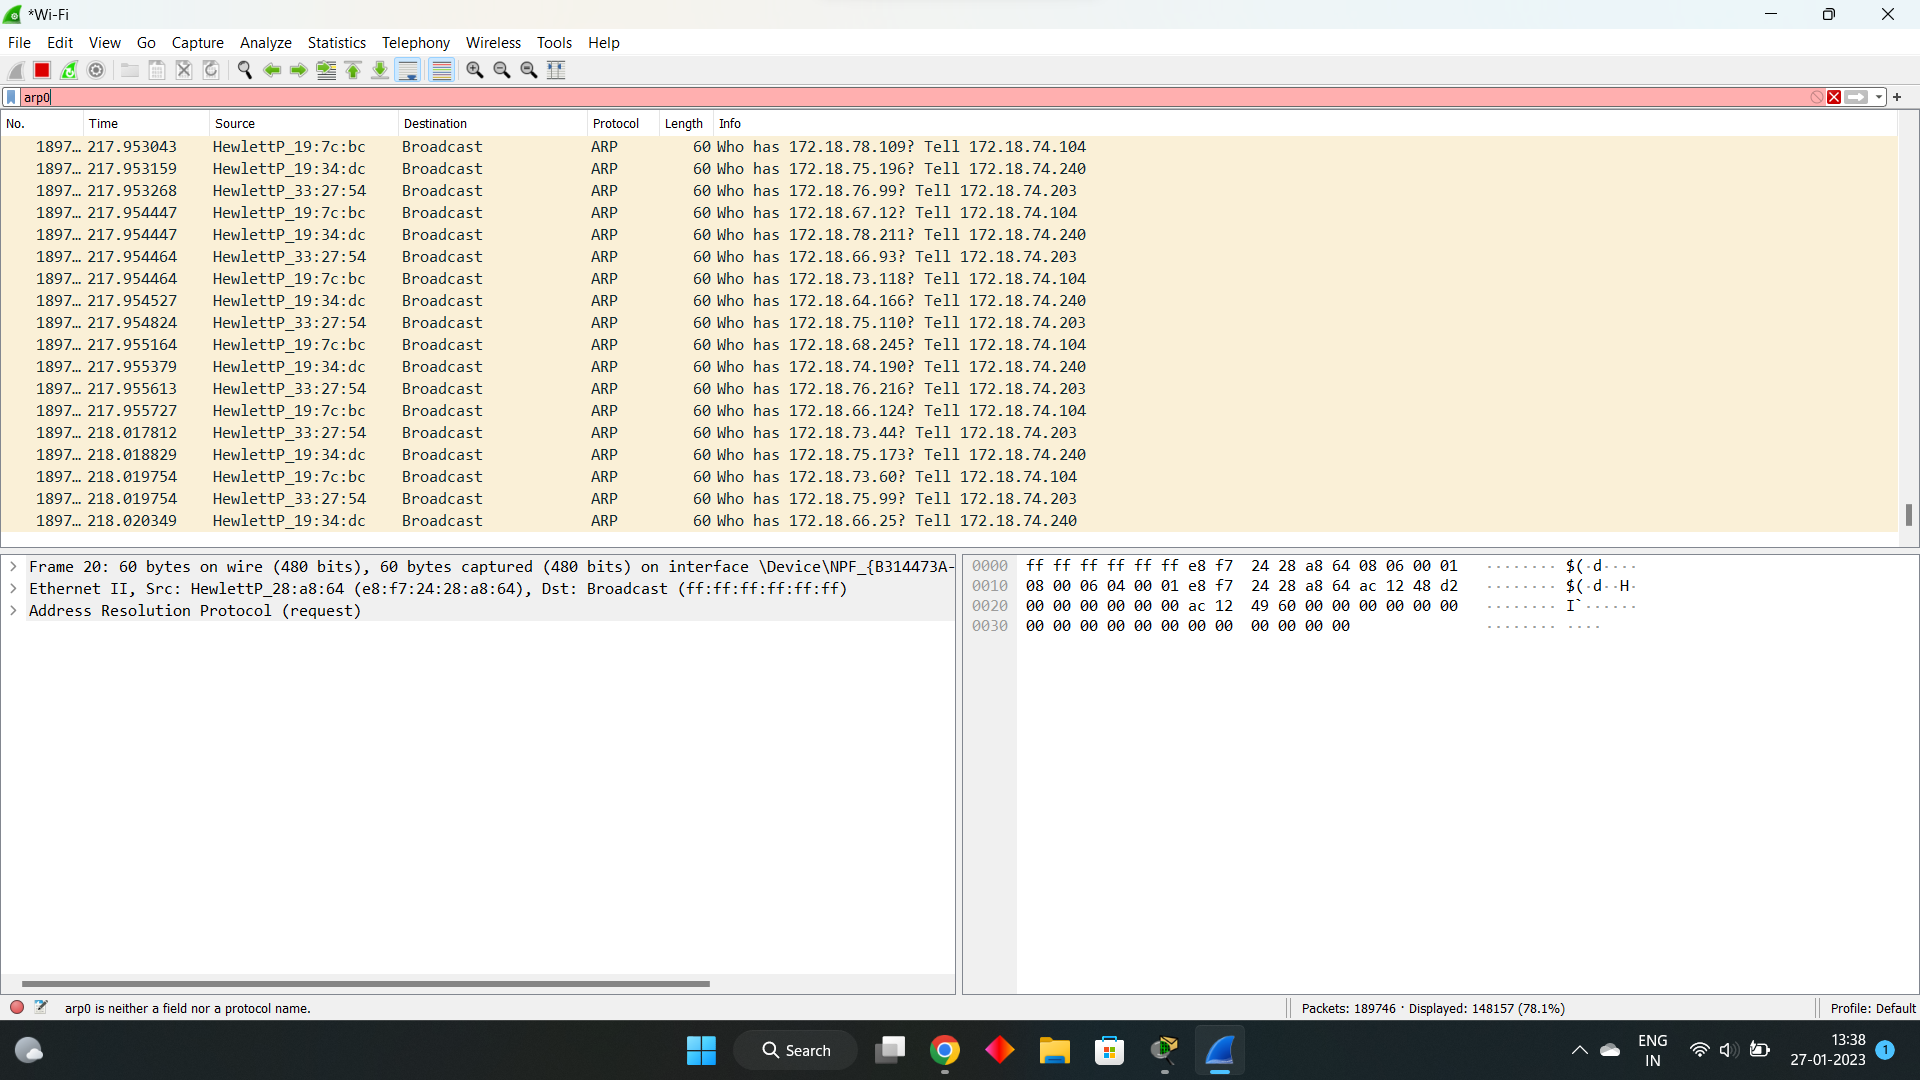 *Wi-Fi
File Edit View Go Capture Analyze Statistics Telephony Wireless Tools Help
arp0
No. Time Source Destination Protocol Length Info
1897… 217.953043 HewlettP_19:7c:bc Broadcast ARP 60 Who has 172.18.78.109? Tell 172.18.74.104
1897… 217.953159 HewlettP_19:34:dc Broadcast ARP 60 Who has 172.18.75.196? Tell 172.18.74.240
1897… 217.953268 HewlettP_33:27:54 Broadcast ARP 60 Who has 172.18.76.99? Tell 172.18.74.203
1897… 217.954447 HewlettP_19:7c:bc Broadcast ARP 60 Who has 172.18.67.12? Tell 172.18.74.104
1897… 217.954447 HewlettP_19:34:dc Broadcast ARP 60 Who has 172.18.78.211? Tell 172.18.74.240
1897… 217.954464 HewlettP_33:27:54 Broadcast ARP 60 Who has 172.18.66.93? Tell 172.18.74.203
1897… 217.954464 HewlettP_19:7c:bc Broadcast ARP 60 Who has 172.18.73.118? Tell 172.18.74.104
1897… 217.954527 HewlettP_19:34:dc Broadcast ARP 60 Who has 172.18.64.166? Tell 172.18.74.240
1897… 217.954824 HewlettP_33:27:54 Broadcast ARP 60 Who has 172.18.75.110? Tell 172.18.74.203
1897… 217.955164 HewlettP_19:7c:bc Broadcast ARP 60 Who has 172.18.68.245? Tell 172.18.74.104
1897… 217.955379 HewlettP_19:34:dc Broadcast ARP 60 Who has 172.18.74.190? Tell 172.18.74.240
1897… 217.955613 HewlettP_33:27:54 Broadcast ARP 60 Who has 172.18.76.216? Tell 172.18.74.203
1897… 217.955727 HewlettP_19:7c:bc Broadcast ARP 60 Who has 172.18.66.124? Tell 172.18.74.104
1897… 218.017812 HewlettP_33:27:54 Broadcast ARP 60 Who has 172.18.73.44? Tell 172.18.74.203
1897… 218.018829 HewlettP_19:34:dc Broadcast ARP 60 Who has 172.18.75.173? Tell 172.18.74.240
1897… 218.019754 HewlettP_19:7c:bc Broadcast ARP 60 Who has 172.18.73.60? Tell 172.18.74.104
1897… 218.019754 HewlettP_33:27:54 Broadcast ARP 60 Who has 172.18.75.99? Tell 172.18.74.203
1897… 218.020349 HewlettP_19:34:dc Broadcast ARP 60 Who has 172.18.66.25? Tell 172.18.74.240
Frame 20: 60 bytes on wire (480 bits), 60 bytes captured (480 bits) on interface \Device\NPF_{B314473A-
Ethernet II, Src: HewlettP_28:a8:64 (e8:f7:24:28:a8:64), Dst: Broadcast (ff:ff:ff:ff:ff:ff)
Address Resolution Protocol (request)
0000 ff ff ff ff ff ff e8 f7 24 28 a8 64 08 06 00 01 ········ $(·d····
0010 08 00 06 04 00 01 e8 f7 24 28 a8 64 ac 12 48 d2 ········ $(·d··H·
0020 00 00 00 00 00 00 ac 12 49 60 00 00 00 00 00 00 ········ I`······
0030 00 00 00 00 00 00 00 00 00 00 00 00 ········ ····
arp0 is neither a field nor a protocol name.
Packets: 189746 · Displayed: 148157 (78.1%)
Profile: Default
Search
ENG
IN
13:38
27-01-2023
1